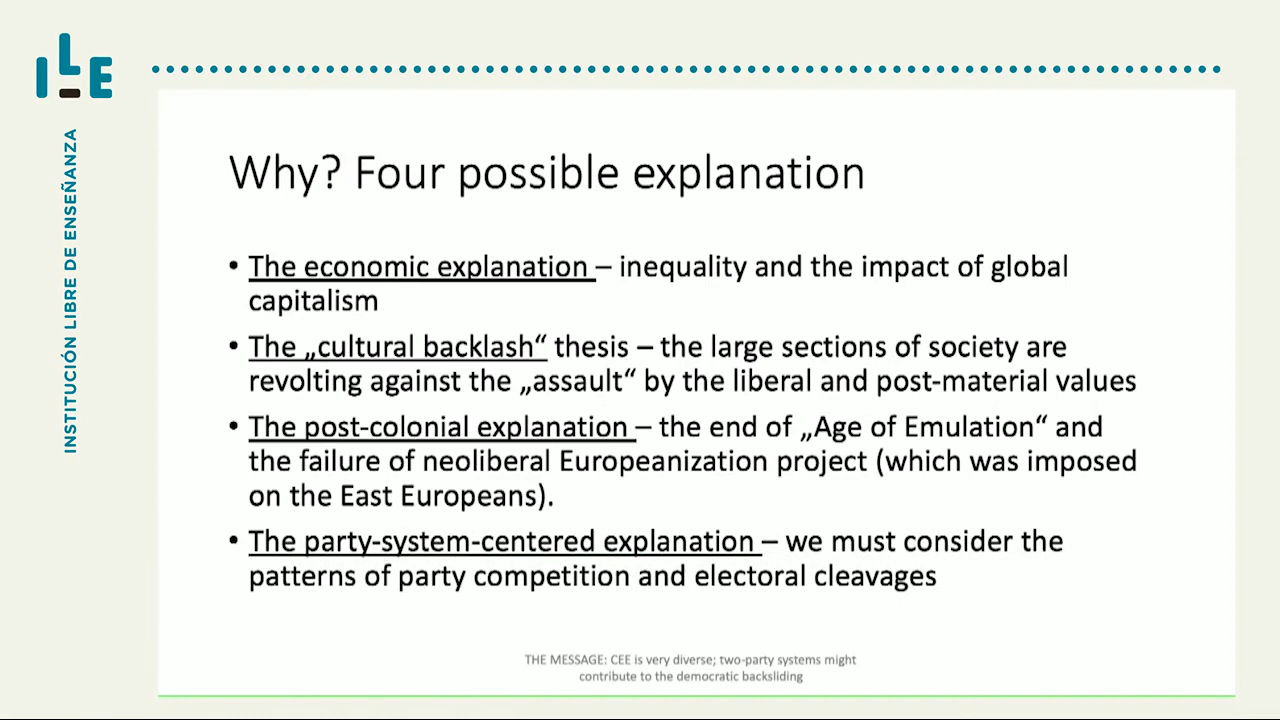 ILE
INSTITUCIÓN LIBRE DE ENSEÑANZA
Why? Four possible explanation
• The economic explanation – inequality and the impact of global
capitalism
• The „cultural backlash“ thesis – the large sections of society are
revolting against the „assault“ by the liberal and post-material values
• The post-colonial explanation – the end of „Age of Emulation“ and
the failure of neoliberal Europeanization project (which was imposed
on the East Europeans).
• The party-system-centered explanation – we must consider the
patterns of party competition and electoral cleavages
THE MESSAGE: CEE is very diverse; two-party systems might
contribute to the democratic backsliding